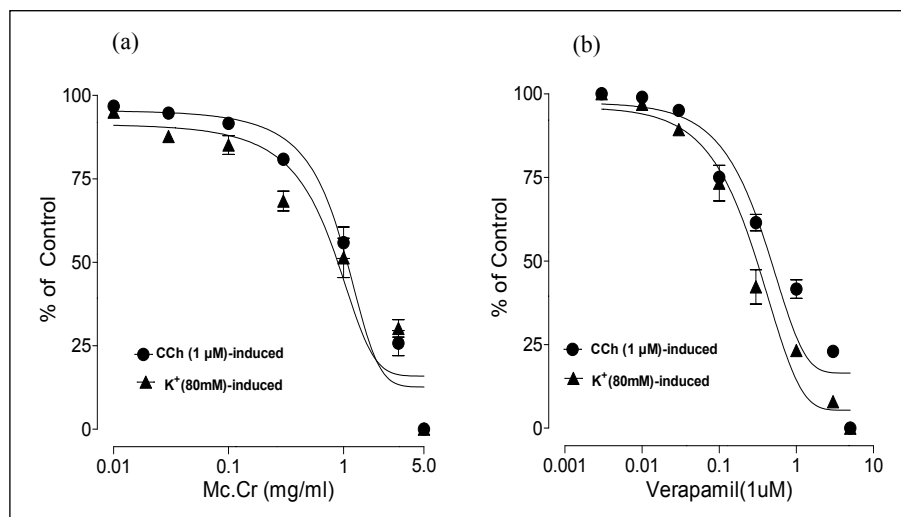 (a)
% of Control
100
75
50
25
0
CCh (1 µM)-induced
K⁺(80mM)-induced
0.01 0.1 1 5.0
Mc.Cr (mg/ml)
(b)
% of Control
100
75
50
25
0
CCh (1 µM)-induced
K⁺(80mM)-induced
0.001 0.01 0.1 1 10
Verapamil(1uM)